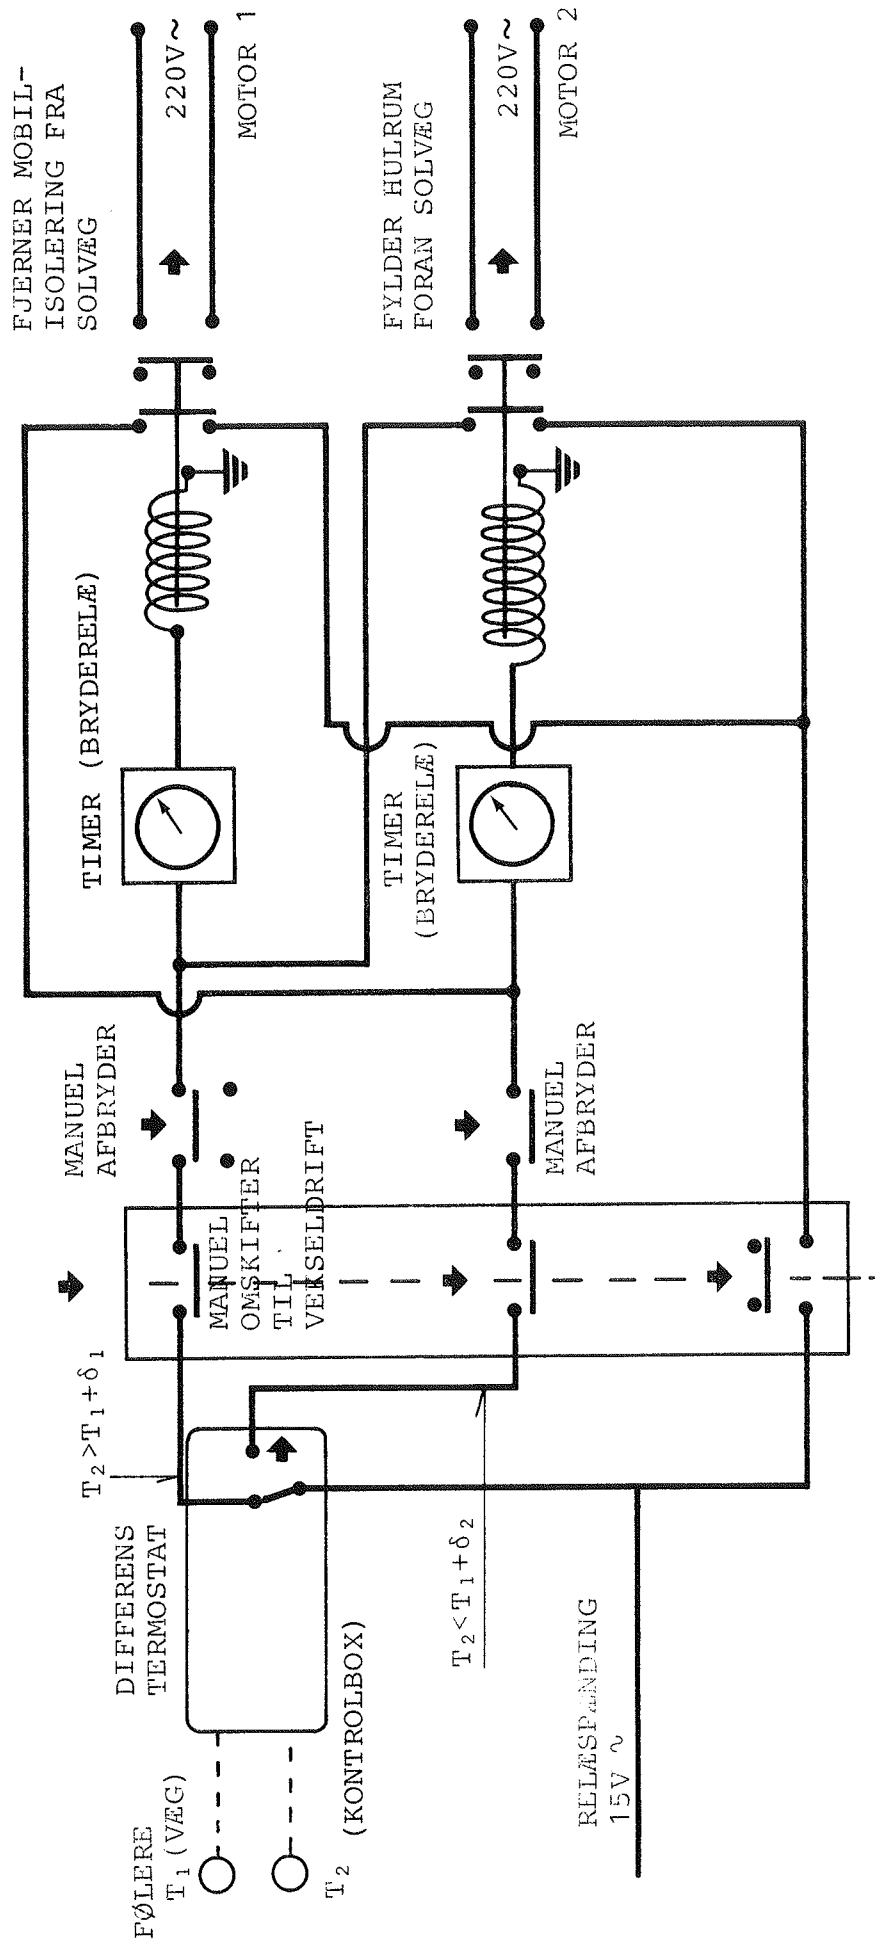 FØLERE
T₁ (VÆG)
T₂
(KONTROLBOX)
DIFFERENS
TERMOSTAT
T₂>T₁+δ₁
T₂<T₁+δ₂
RELÆSPÆNDING
15V ~
MANUEL
OMSKIFTER
TIL
VEKSELDRIFT
MANUEL
AFBRYDER
MANUEL
AFBRYDER
TIMER (BRYDERELÆ)
TIMER
(BRYDERELÆ)
FJERNER MOBIL-
ISOLERING FRA
SOLVÆG
220V~
MOTOR 1
FYLDER HULRUM
FORAN SOLVÆG
220V~
MOTOR 2